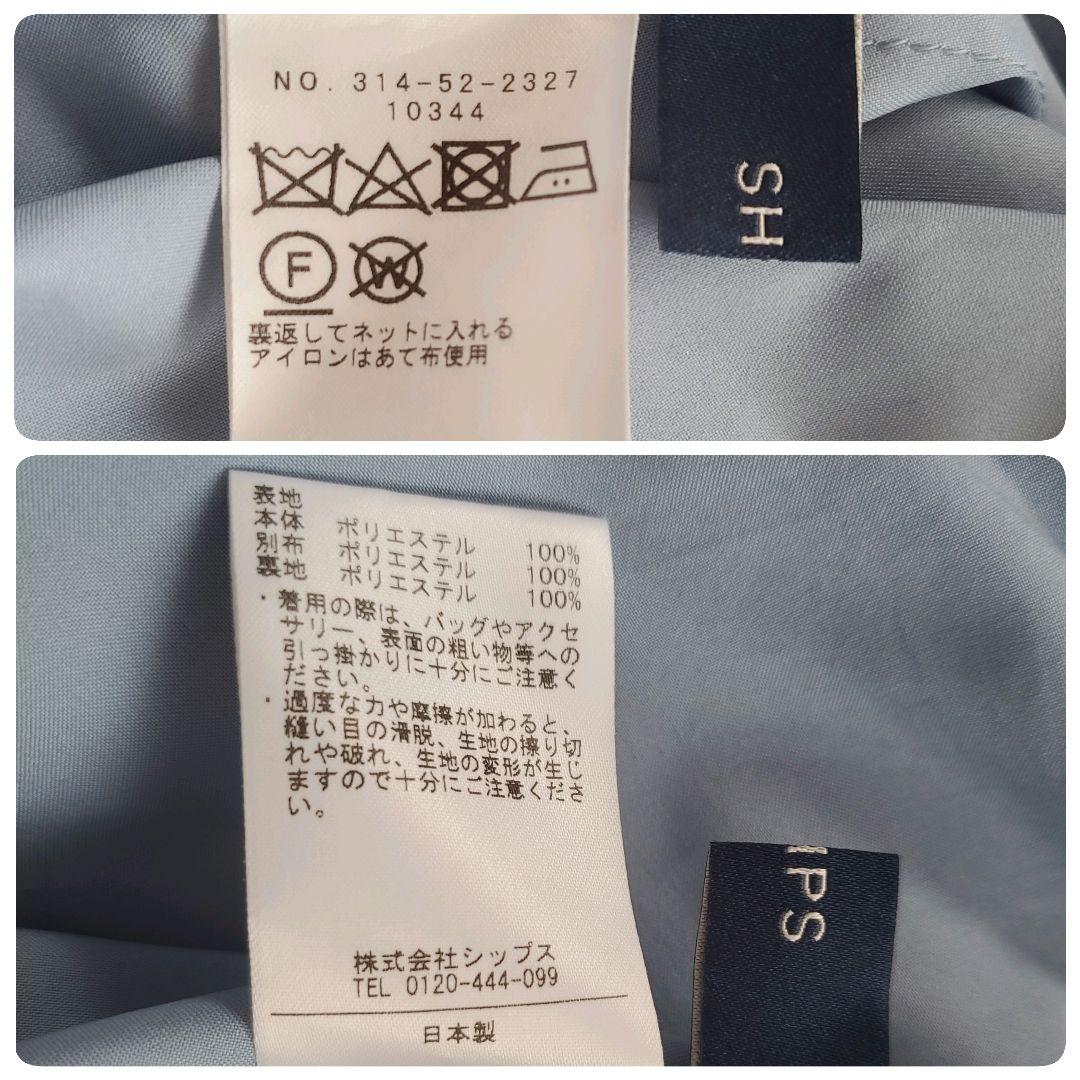 NO. 314-52-2327
10344
SH
F
W
裏返してネットに入れる
アイロンはあて布使用
表地
本体 ポリエステル 100%
別布 ポリエステル 100%
裏地 ポリエステル 100%
・着用の際は、バッグやアクセ
サリー、表面の粗い物等への
引っ掛かりに十分にご注意く
ださい。
・過度な力や摩擦が加わると、
縫い目の滑脱、生地の擦り切
れや破れ、生地の変形が生じ
ますので十分にご注意くださ
い。
IPS
株式会社シップス
TEL 0120-444-099
日本製